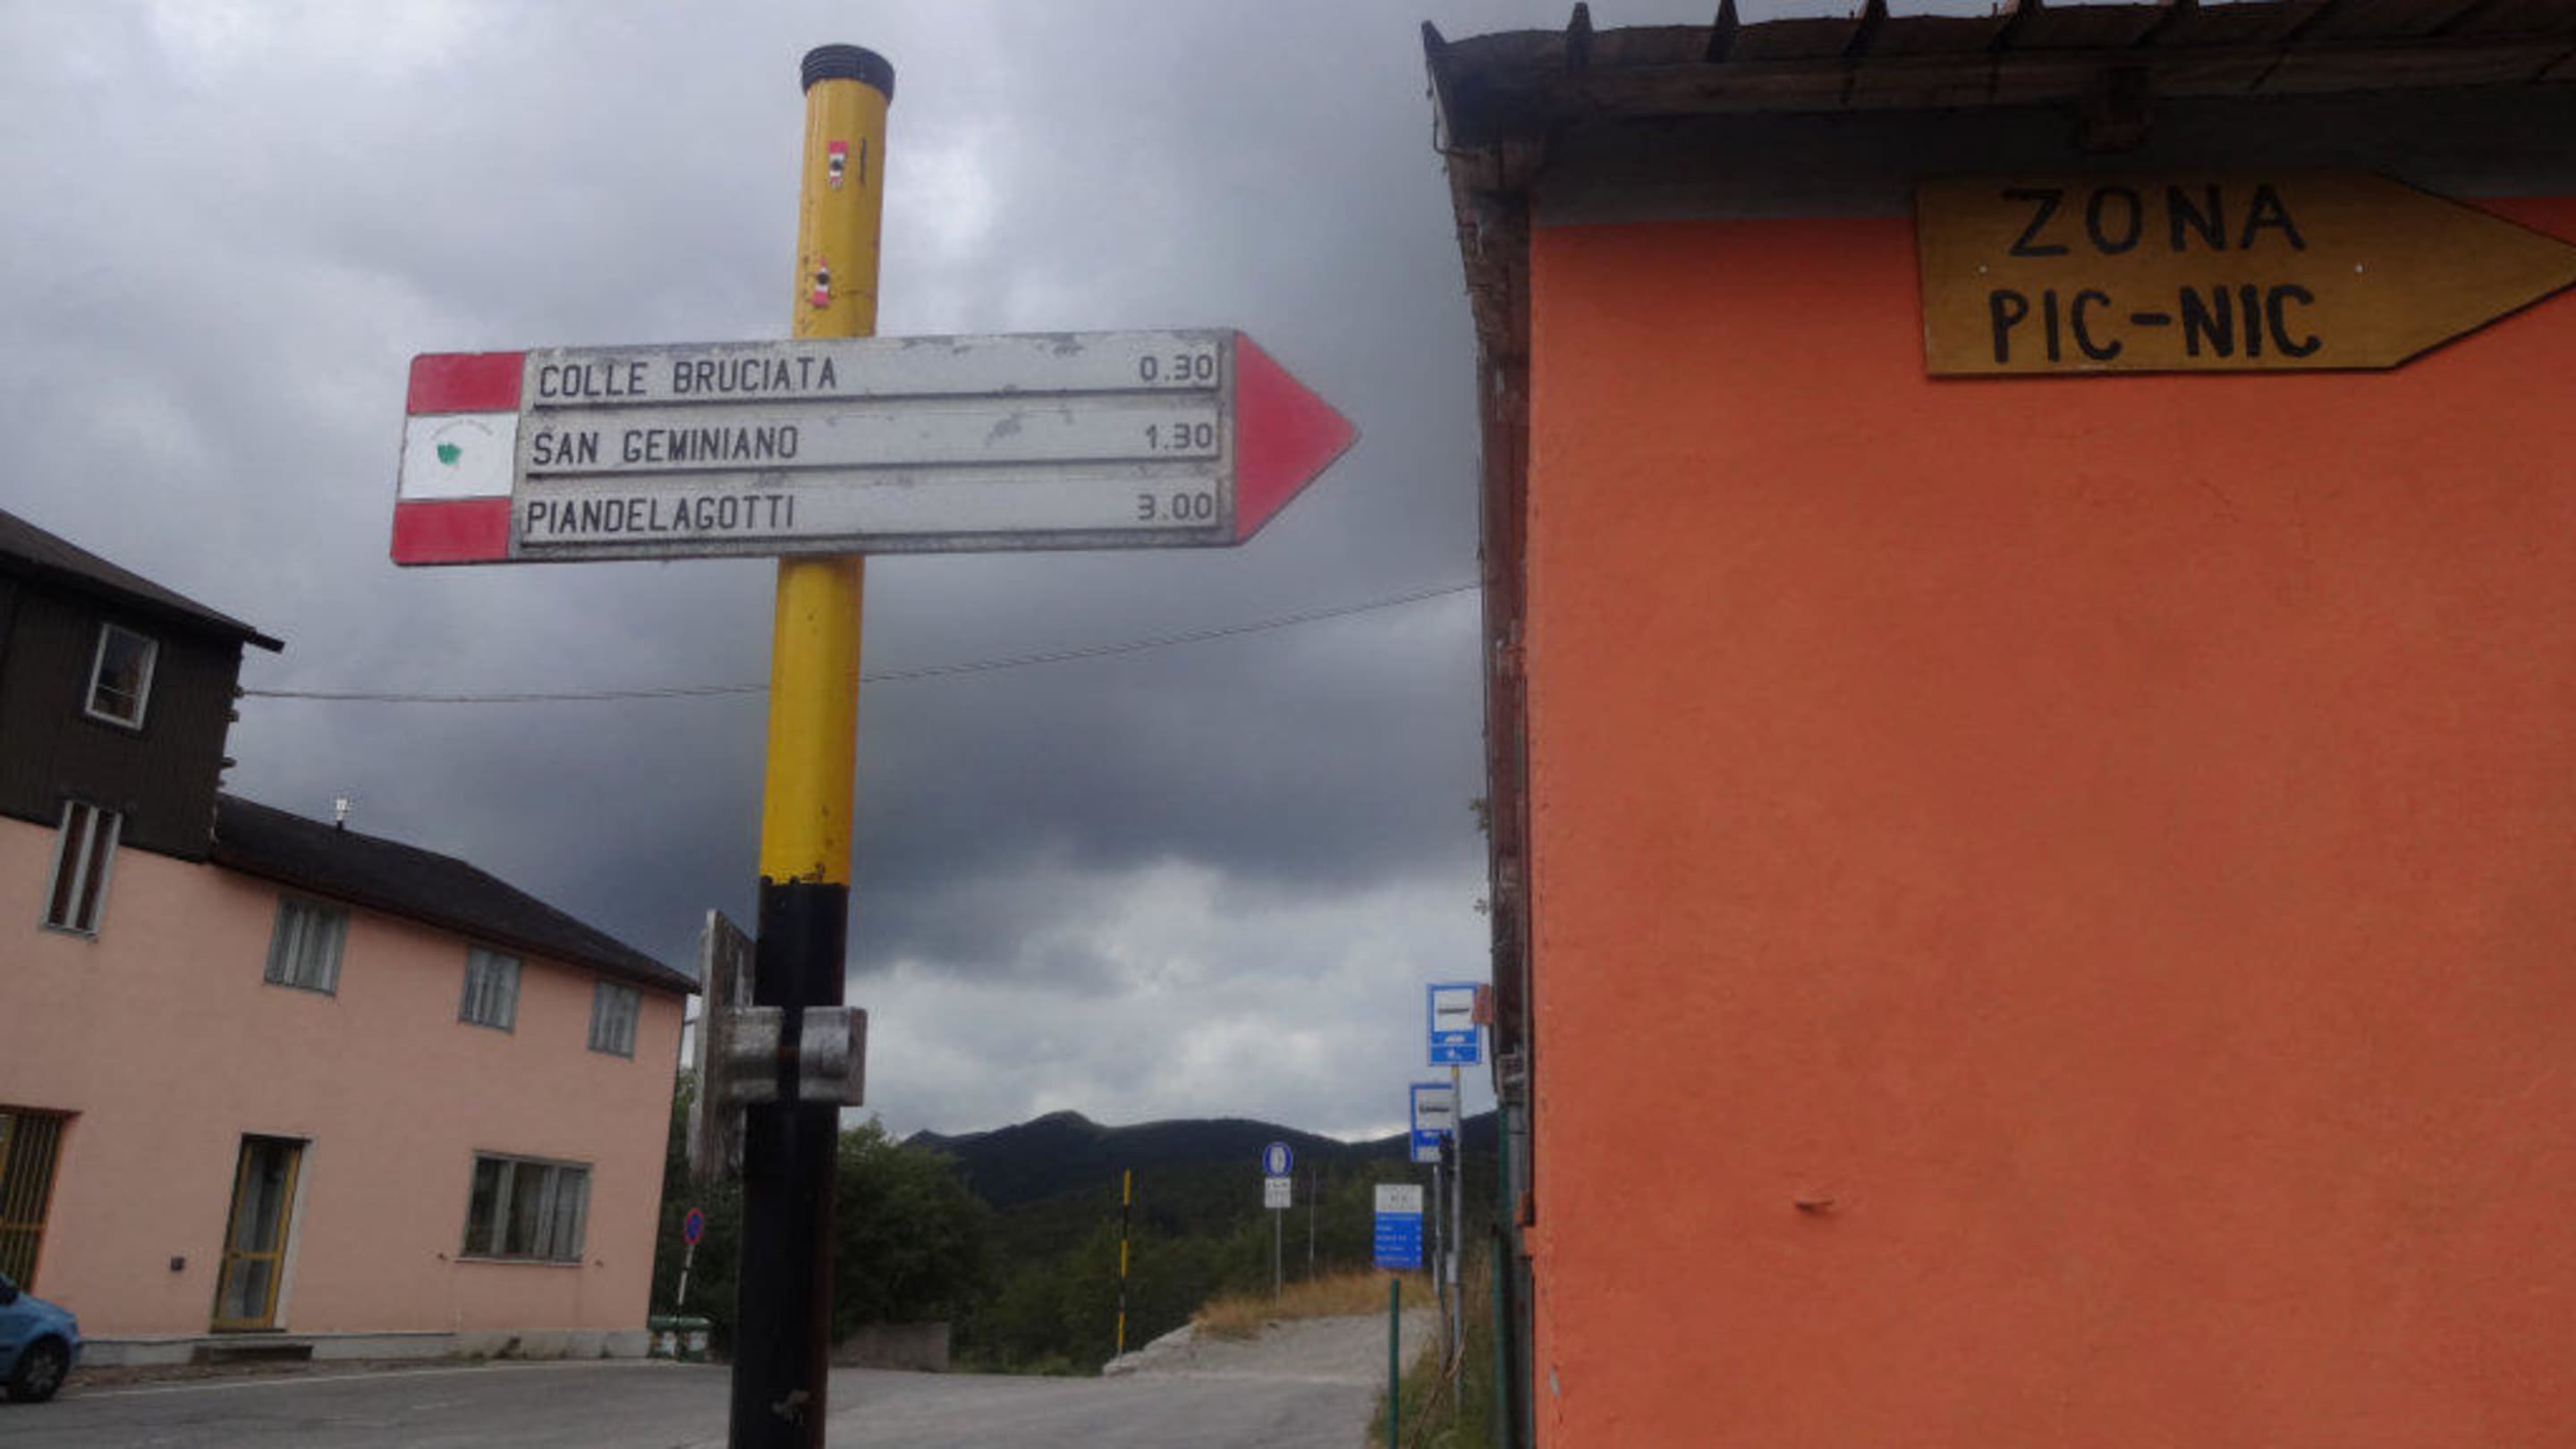 COLLE BRUCIATA 0.30
SAN GEMINIANO 1.30
PIANDELAGOTTI 3.00
ZONA
PIC-NIC